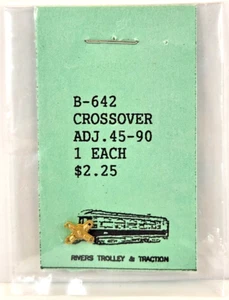 B-642
CROSSOVER
ADJ.45-90
1 EACH
$2.25
RIVERS TROLLEY & TRACTION